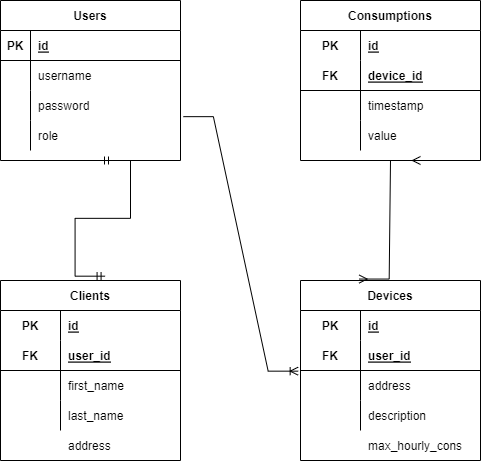 Users
PK id
username
password
role
Consumptions
PK id
FK device_id
timestamp
value
Clients
PK id
FK user_id
first_name
last_name
address
Devices
PK id
FK user_id
address
description
max_hourly_cons